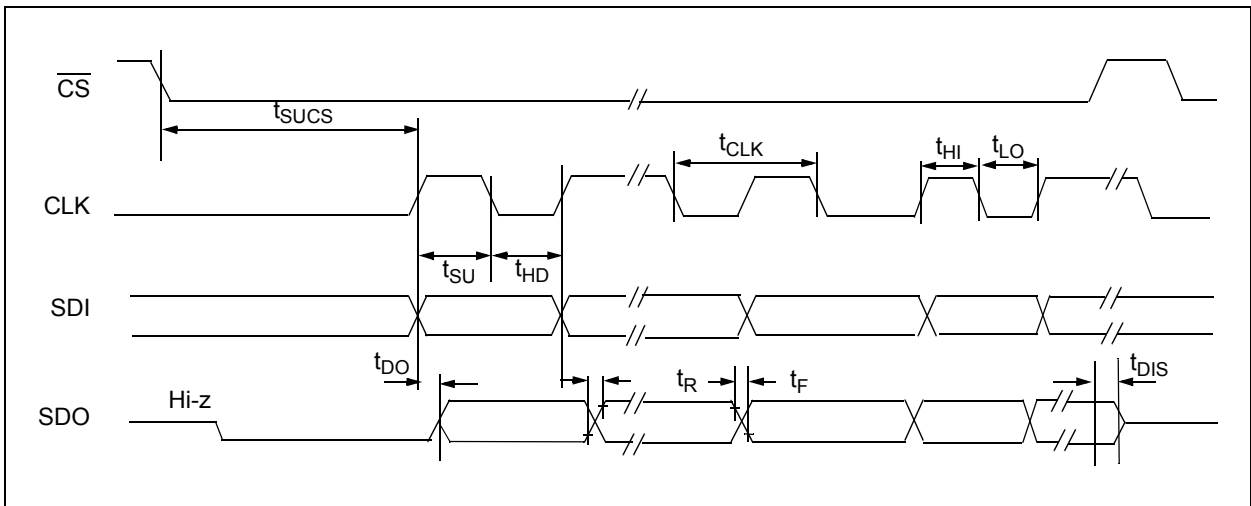 CS
tSUCS
tCLK
tHI
tLO
CLK
tSU
tHD
SDI
tDO
tR
tF
tDIS
Hi-z
SDO